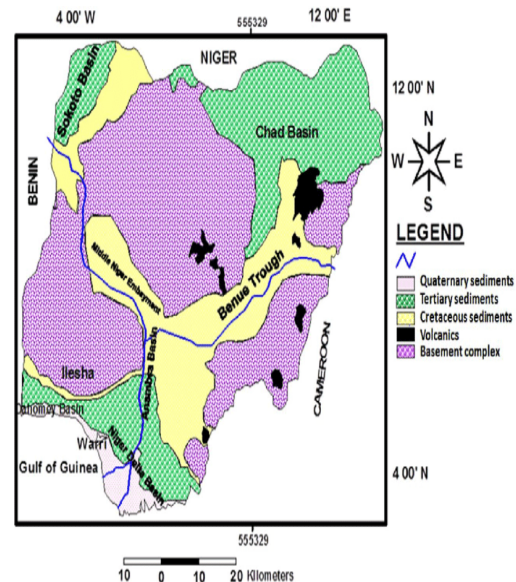 4 00' W
555329
12 00' E
NIGER
Sokoto Basin
Chad Basin
12 00' N
N
W
E
S
BENIN
LEGEND
Quaternary sediments
Tertiary sediments
Cretaceous sediments
Volcanics
Basement complex
Middle Niger Embayment
Benue Trough
Anambra Basin
CAMEROON
Ilesha
Dahomey Basin
Warri
Niger Delta Basin
Gulf of Guinea
4 00' N
555329
10 0 10 20 Kilometers